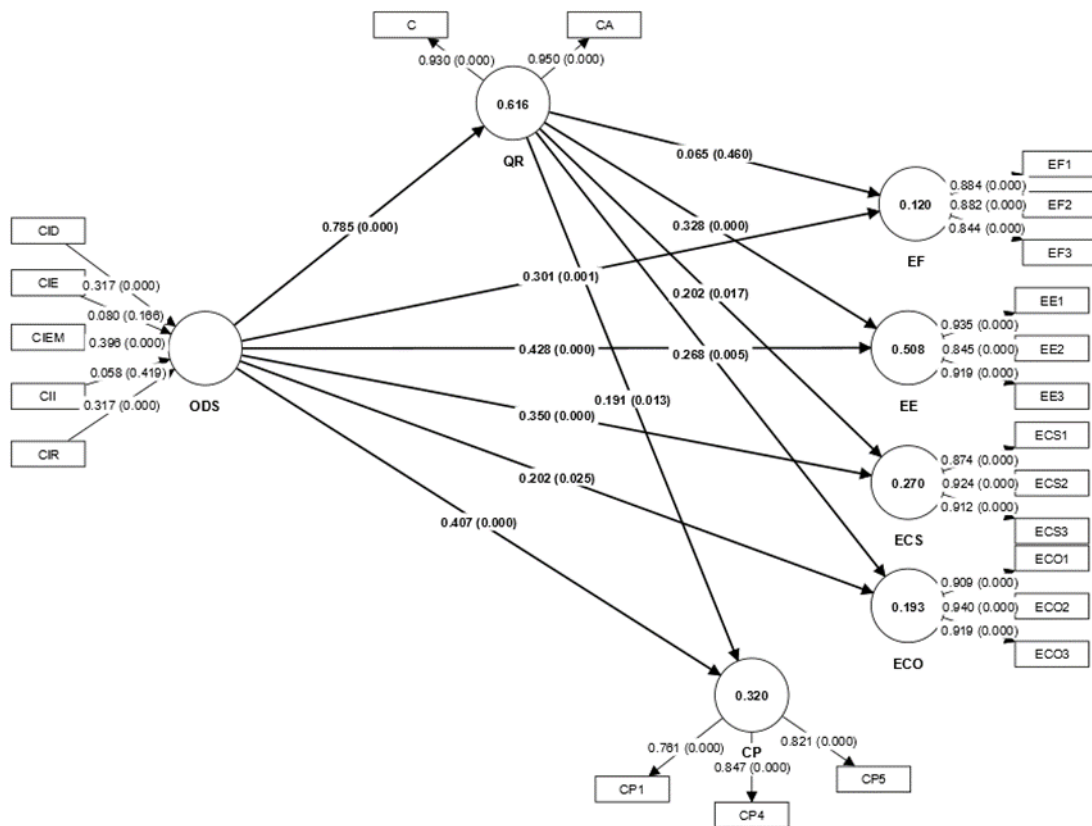 C
CA
0.930 (0.000)
0.950 (0.000)
0.616
QR
0.065 (0.460)
EF1
0.884 (0.000)
0.120
0.882 (0.000)
EF2
0.844 (0.000)
EF3
EF
CID
0.785 (0.000)
0.328 (0.000)
0.317 (0.000)
CIE
0.301 (0.001)
0.080 (0.166)
0.202 (0.017)
EE1
0.935 (0.000)
CIEM
0.396 (0.000)
0.428 (0.000)
0.268 (0.005)
0.508
0.845 (0.000)
EE2
0.919 (0.000)
EE3
EE
0.058 (0.419)
CII
0.317 (0.000)
ODS
0.191 (0.013)
0.350 (0.000)
CIR
ECS1
0.874 (0.000)
0.202 (0.025)
0.270
0.924 (0.000)
ECS2
0.912 (0.000)
ECS3
ECS
0.407 (0.000)
ECO1
0.909 (0.000)
0.193
0.940 (0.000)
ECO2
0.919 (0.000)
ECO3
ECO
0.320
0.761 (0.000)
CP
0.821 (0.000)
0.847 (0.000)
CP1
CP5
CP4